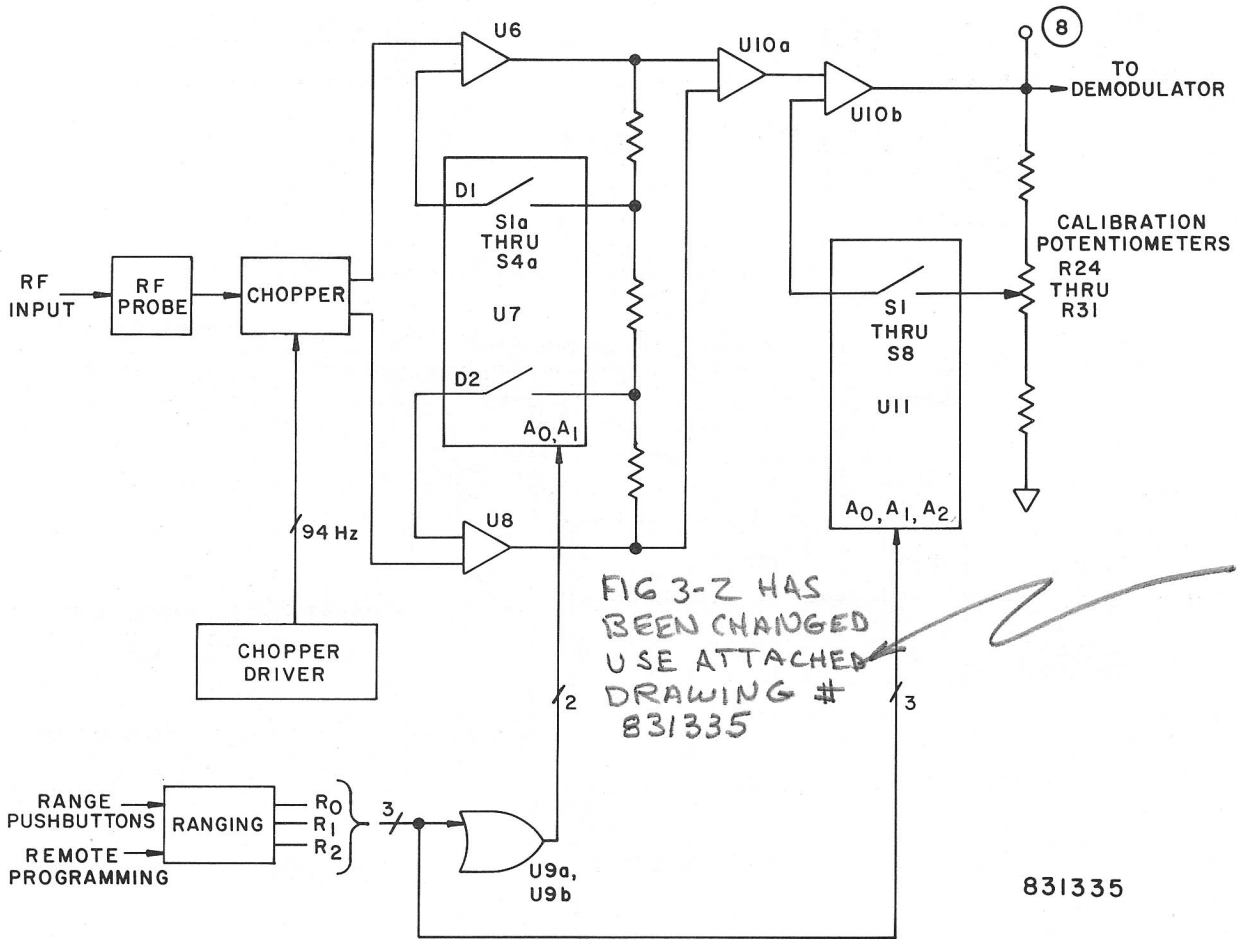 U6
U10a
8
TO
DEMODULATOR
U10b
D1
S1a
THRU
S4a
U7
D2
A0, A1
RF
INPUT
RF
PROBE
CHOPPER
CALIBRATION
POTENTIOMETERS
R24
THRU
R31
S1
THRU
S8
U11
A0, A1, A2
U8
94 Hz
CHOPPER
DRIVER
FIG 3-2 HAS
BEEN CHANGED
USE ATTACHED
DRAWING #
831335
2
3
RANGE
PUSHBUTTONS
REMOTE
PROGRAMMING
RANGING
R0
R1
R2
3
U9a,
U9b
831335